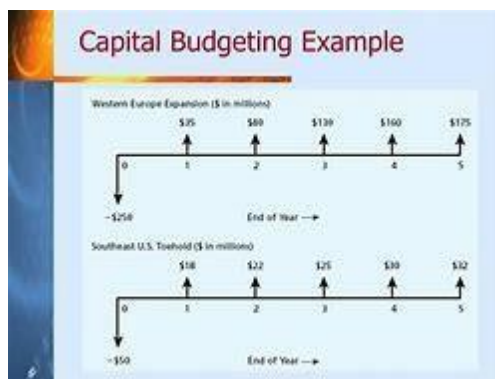 Capital Budgeting Example
Western Europe Expansion ($ in millions)
$35 $80 $130 $160 $175
0 1 2 3 4 5
-$250 End of Year
Southeast U.S. Toehold ($ in millions)
$18 $22 $25 $30 $32
0 1 2 3 4 5
-$50 End of Year